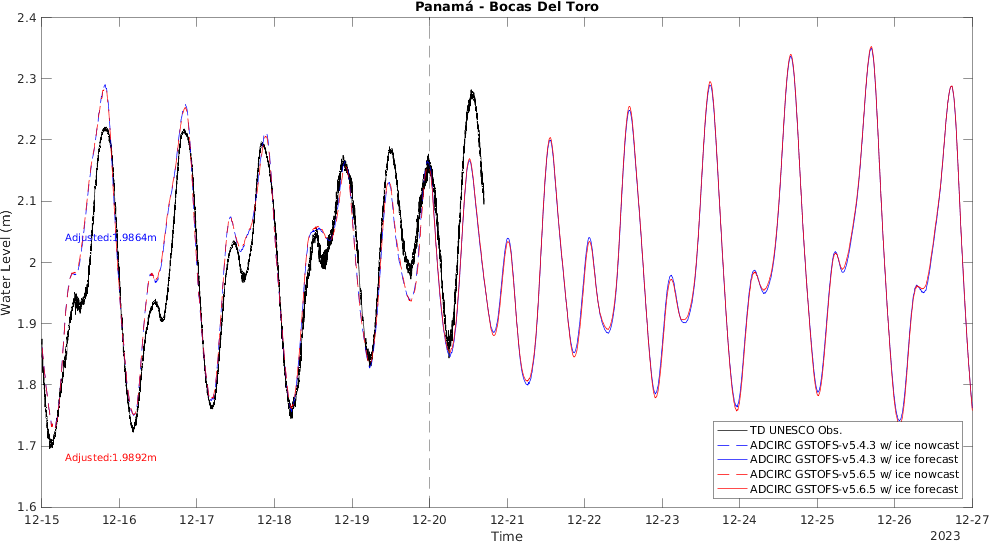 Panamá - Bocas Del Toro
2.4
2.3
2.2
2.1
2
1.9
1.8
1.7
1.6
Water Level (m)
Adjusted:1.9864m
Adjusted:1.9892m
TD UNESCO Obs.
ADCIRC GSTOFS-v5.4.3 w/ ice nowcast
ADCIRC GSTOFS-v5.4.3 w/ ice forecast
ADCIRC GSTOFS-v5.6.5 w/ ice nowcast
ADCIRC GSTOFS-v5.6.5 w/ ice forecast
12-15 12-16 12-17 12-18 12-19 12-20 12-21 12-22 12-23 12-24 12-25 12-26 12-27
Time
2023